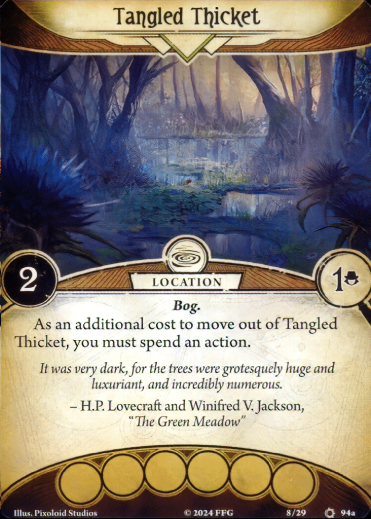 Tangled Thicket
2
LOCATION
1
Bog.
As an additional cost to move out of Tangled
Thicket, you must spend an action.
It was very dark, for the trees were grotesquely huge and
luxuriant, and incredibly numerous.
– H.P. Lovecraft and Winifred V. Jackson,
"The Green Meadow"
Illus. Pixoloid Studios © 2024 FFG 8/29 94a